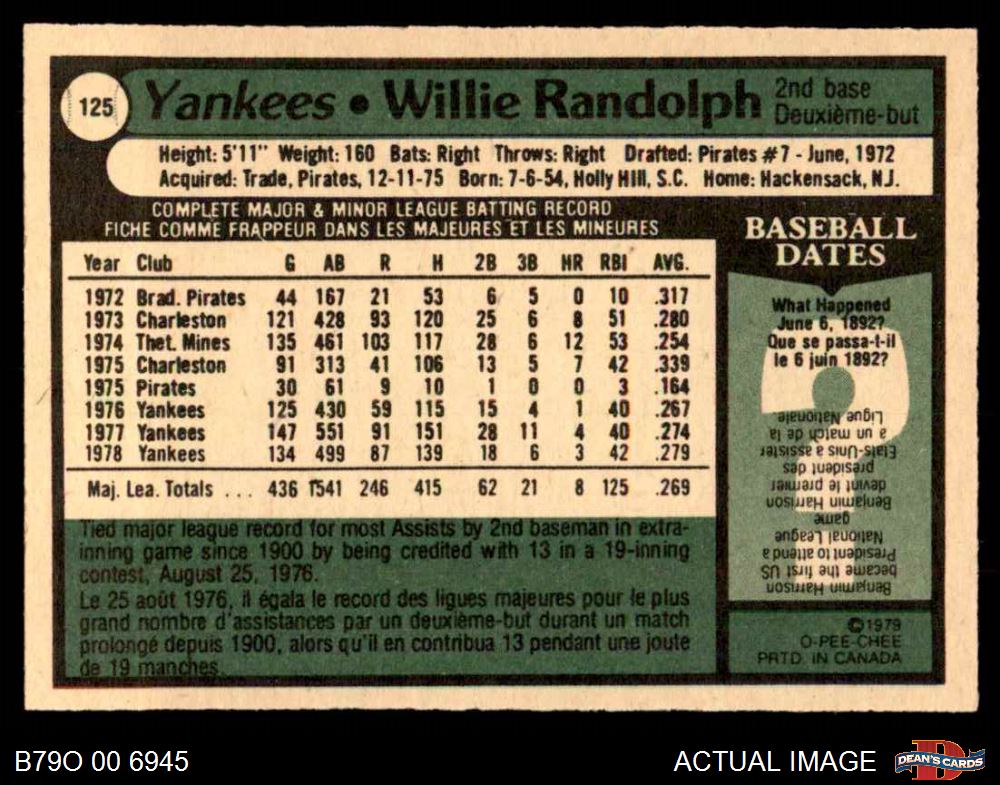 125 Yankees • Willie Randolph 2nd base
Deuxième-but
Height: 5'11" Weight: 160 Bats: Right Throws: Right Drafted: Pirates #7 - June, 1972
Acquired: Trade, Pirates, 12-11-75 Born: 7-6-54, Holly Hill, S.C. Home: Hackensack, N.J.
COMPLETE MAJOR & MINOR LEAGUE BATTING RECORD
FICHE COMME FRAPPEUR DANS LES MAJEURES ET LES MINEURES
Year Club G AB R H 2B 3B HR RBI AVG.
1972 Brad. Pirates 44 167 21 53 6 5 0 10 .317
1973 Charleston 121 428 93 120 25 6 8 51 .280
1974 Thet. Mines 135 461 103 117 28 6 12 53 .254
1975 Charleston 91 313 41 106 13 5 7 42 .339
1975 Pirates 30 61 9 10 1 0 0 3 .164
1976 Yankees 125 430 59 115 15 4 1 40 .267
1977 Yankees 147 551 91 151 28 11 4 40 .274
1978 Yankees 134 499 87 139 18 6 3 42 .279
Maj. Lea. Totals ... 436 1541 246 415 62 21 8 125 .269
Tied major league record for most Assists by 2nd baseman in extra-
inning game since 1900 by being credited with 13 in a 19-inning
contest, August 25, 1976.
Le 25 août 1976, il égala le record des ligues majeures pour le plus
grand nombre d'assistances par un deuxième-but durant un match
prolongé depuis 1900, alors qu'il en contribua 13 pendant une joute
de 19 manches.
BASEBALL
DATES
What Happened
June 6, 1892?
Que se passa-t-il
le 6 juin 1892?
Benjamin Harrison
became the first US
President to attend a
National League
game
Benjamin Harrison
devint le premier
président des
États-Unis à assister
à un match de la
Ligue Nationale.
©1979
O-PEE-CHEE
PRTD. IN CANADA
B79O 00 6945
ACTUAL IMAGE
D
DEAN'S CARDS